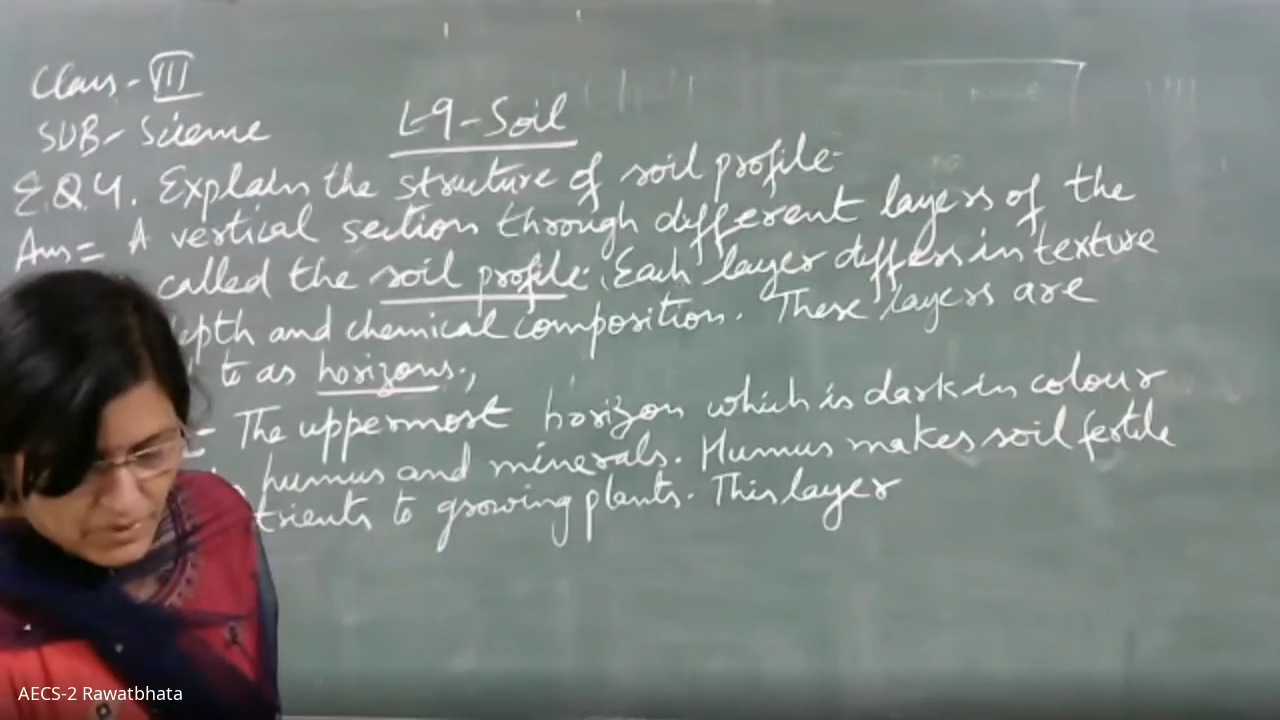 Class - VII
SUB - Science
L-9-Soil
E.Q4. Explain the structure of soil profile-
Ans = A vertical section through different layers of the
called the soil profile. Each layer differs in texture
epth and chemical composition. These layers are
to as horizons.,
- The uppermost horizon which is dark in colour
humus and minerals. Humus makes soil fertile
trients to growing plants. This layer
AECS-2 Rawatbhata